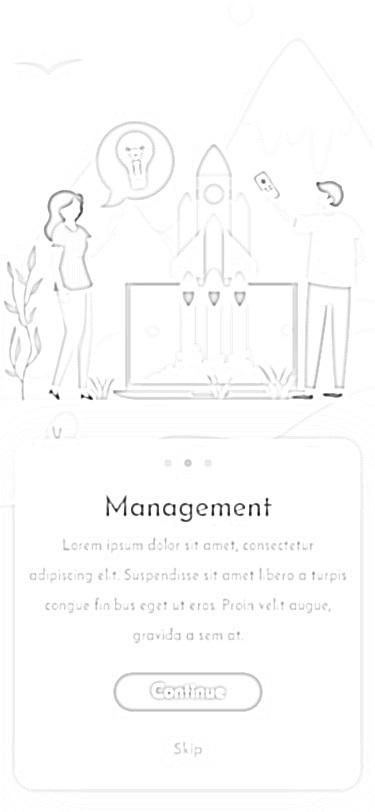 Management
Lorem ipsum dolor sit amet, consectetur
adipiscing elit. Suspendisse sit amet libero a turpis
congue fin bus eget ut eros. Proin velit augue,
gravida a sem at.
Continue
Skip